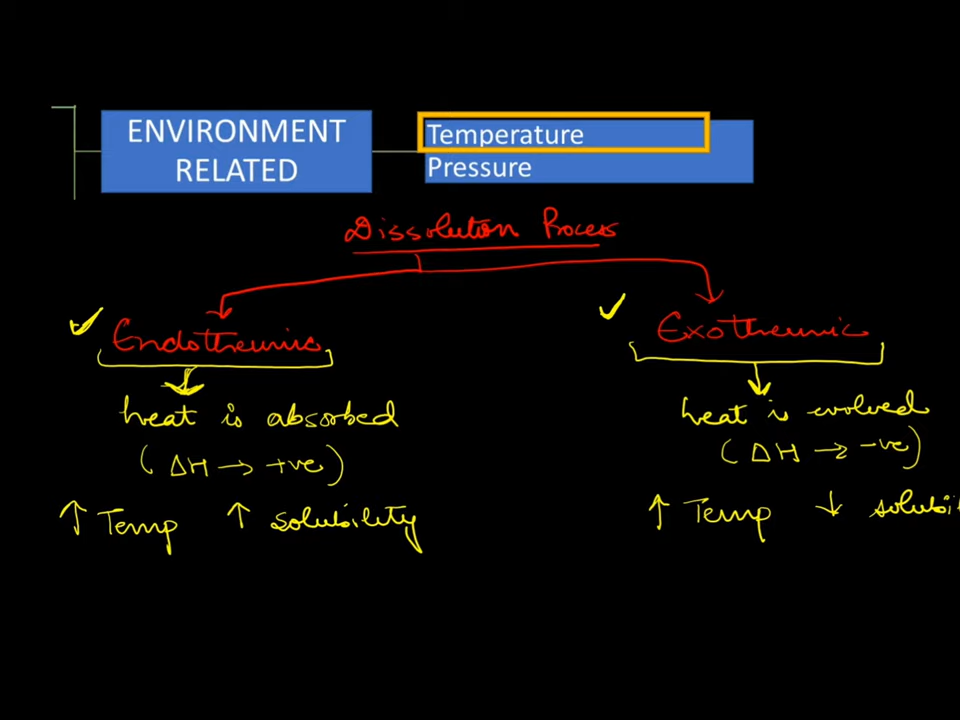 ENVIRONMENT
RELATED
Temperature
Pressure
Dissolution Process
Endothermic
Exothermic
heat is absorbed
(ΔH → +ve)
↑ Temp ↑ solubility
heat is evolved
(ΔH → -ve)
↑ Temp ↓ solubi